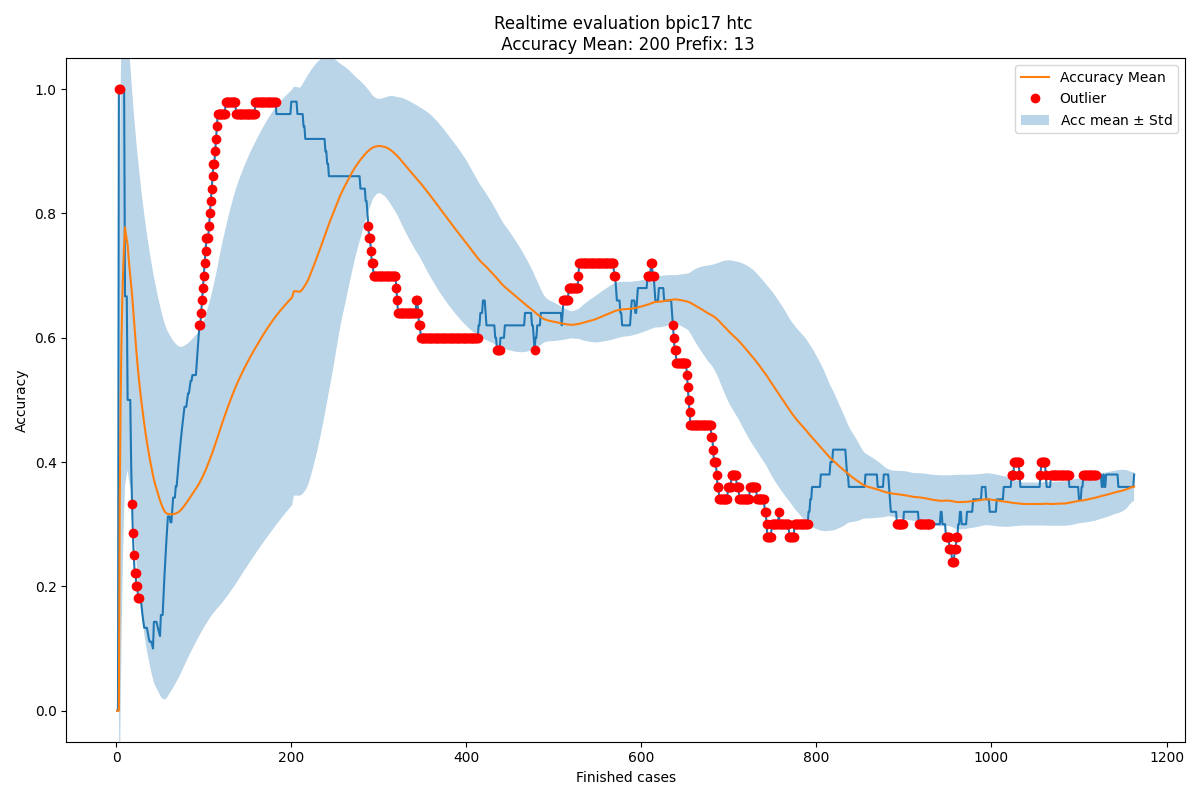 Realtime evaluation bpic17 htc
Accuracy Mean: 200 Prefix: 13
Accuracy Mean
Outlier
Acc mean ± Std
1.0
0.8
0.6
0.4
0.2
0.0
Accuracy
0 200 400 600 800 1000 1200
Finished cases